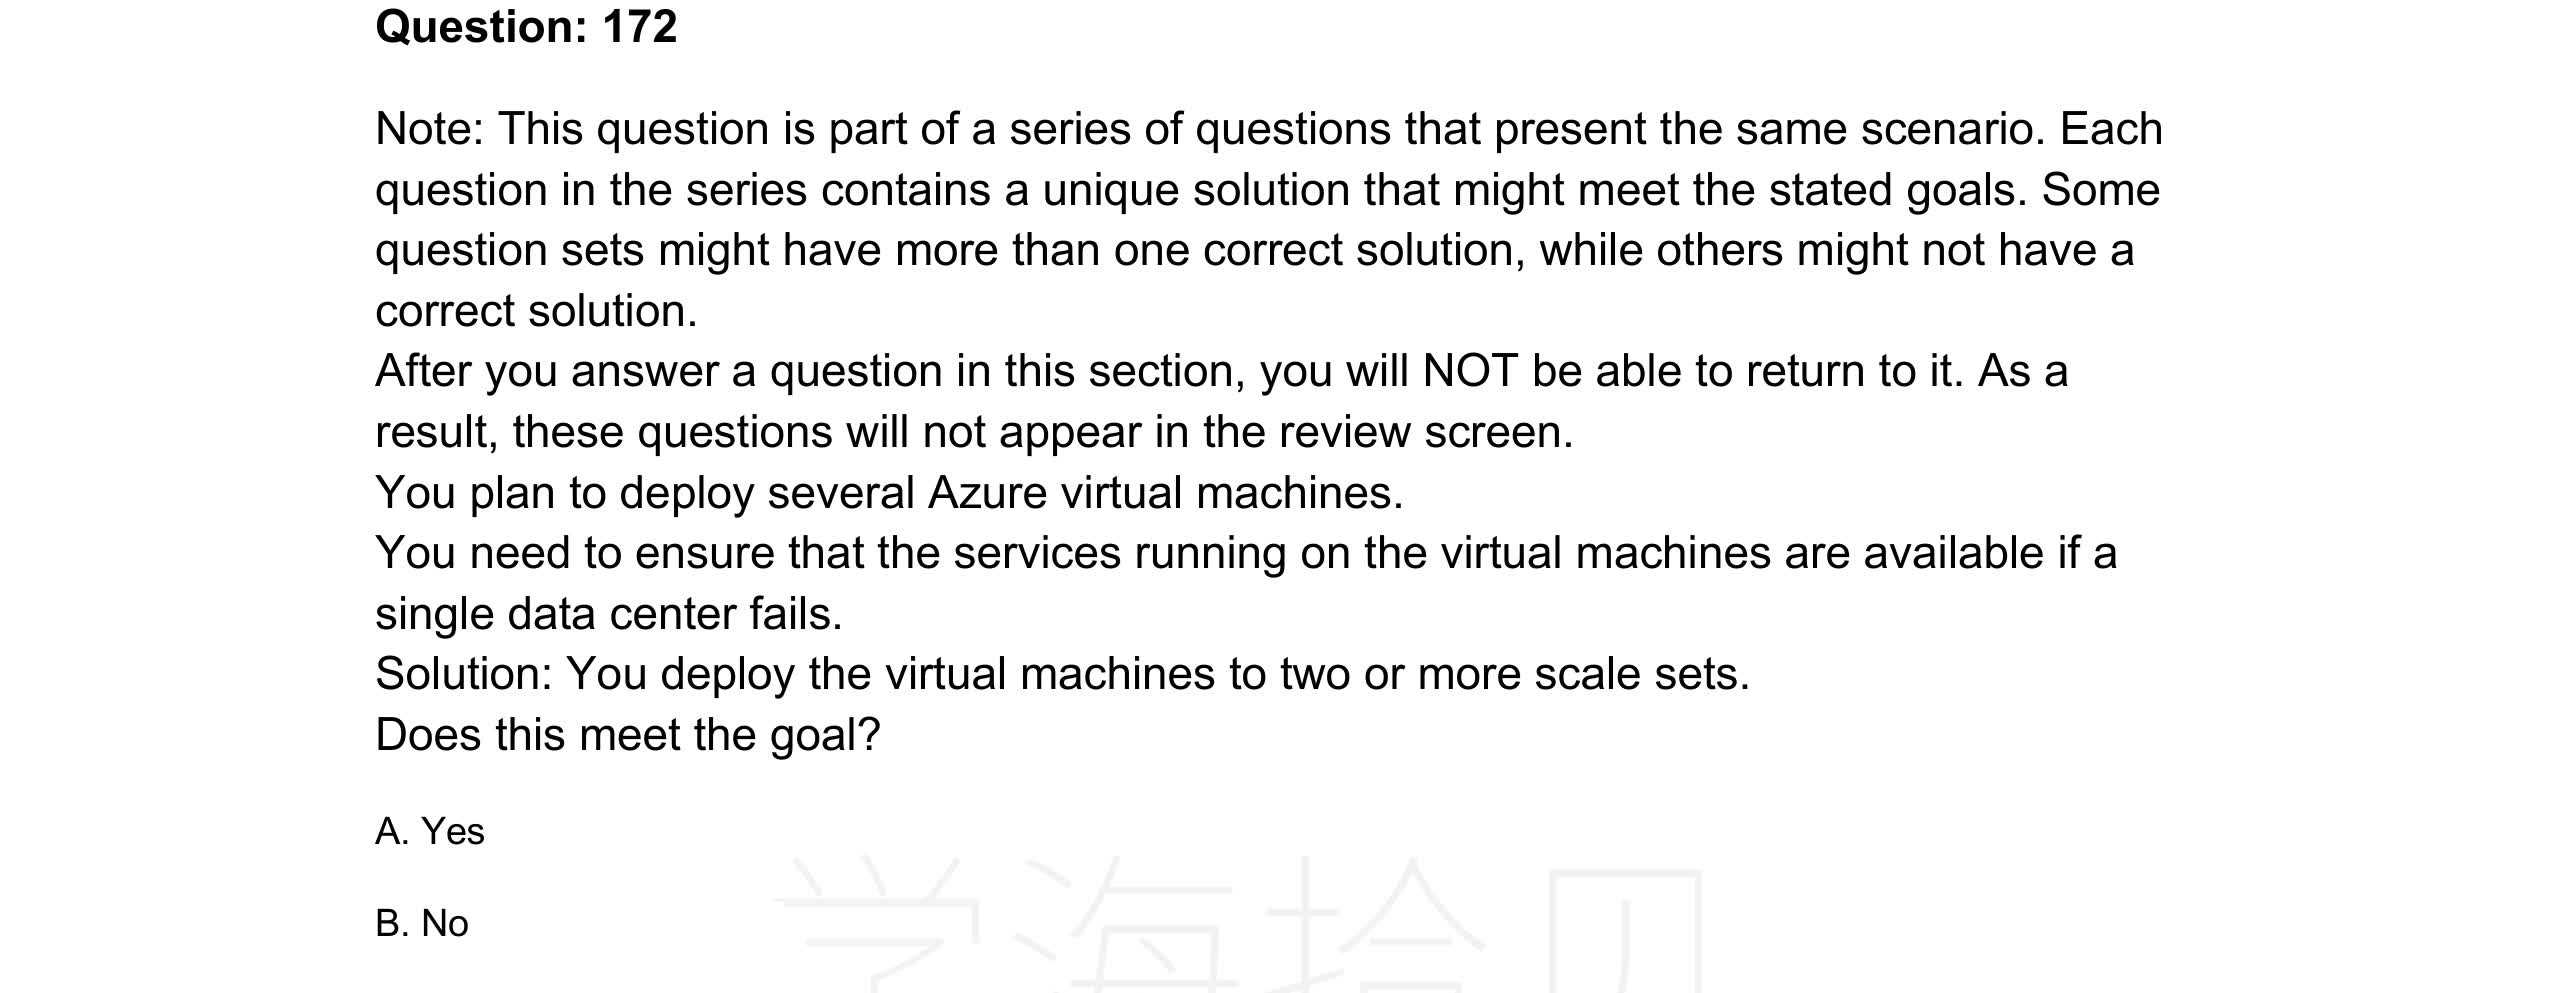 Question: 172
Note: This question is part of a series of questions that present the same scenario. Each
question in the series contains a unique solution that might meet the stated goals. Some
question sets might have more than one correct solution, while others might not have a
correct solution.
After you answer a question in this section, you will NOT be able to return to it. As a
result, these questions will not appear in the review screen.
You plan to deploy several Azure virtual machines.
You need to ensure that the services running on the virtual machines are available if a
single data center fails.
Solution: You deploy the virtual machines to two or more scale sets.
Does this meet the goal?
A. Yes
B. No